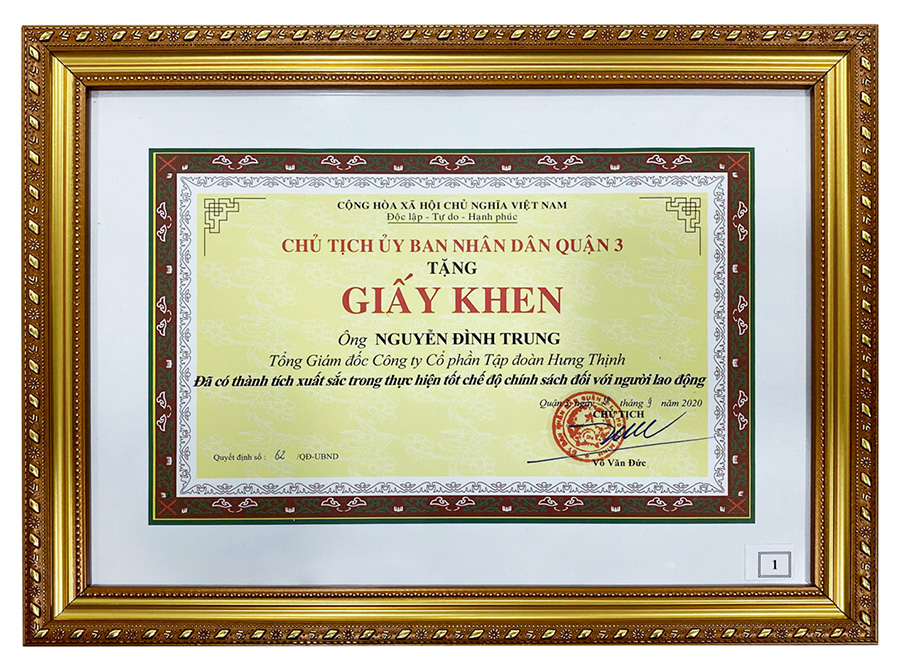 CỘNG HÒA XÃ HỘI CHỦ NGHĨA VIỆT NAM
Độc lập - Tự do - Hạnh phúc
CHỦ TỊCH ỦY BAN NHÂN DÂN QUẬN 3
TẶNG
GIẤY KHEN
Ông NGUYỄN ĐÌNH TRUNG
Tổng Giám đốc Công ty Cổ phần Tập đoàn Hưng Thịnh
Đã có thành tích xuất sắc trong thực hiện tốt chế độ chính sách đối với người lao động
Quận ngày tháng 9 năm 2020
CHỦ TỊCH
Quyết định số : 62 /QĐ-UBND
Võ Văn Đức
1